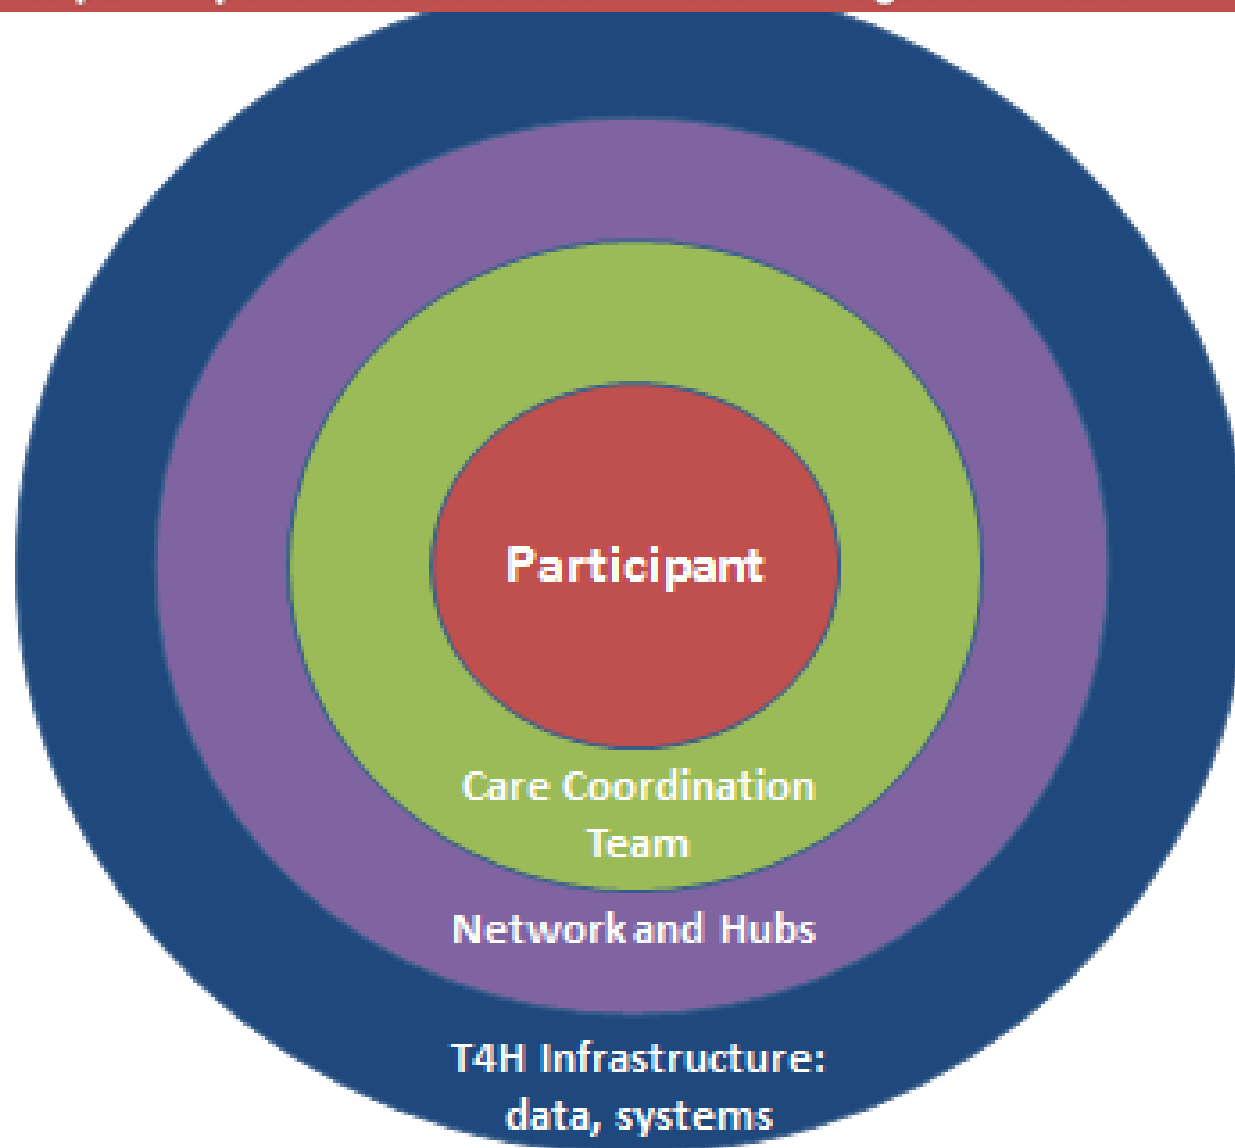 Participant
Care Coordination
Team
Network and Hubs
T4H Infrastructure:
data, systems